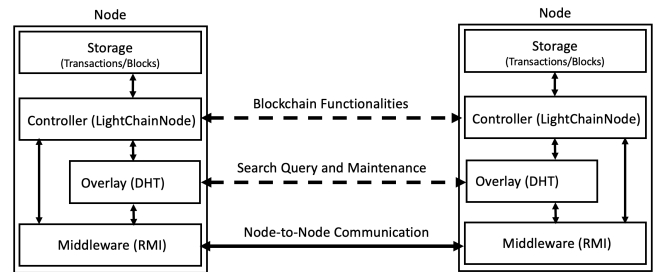 Node
Storage
(Transactions/Blocks)
Controller (LightChainNode)
Overlay (DHT)
Middleware (RMI)
Blockchain Functionalities
Search Query and Maintenance
Node-to-Node Communication
Node
Storage
(Transactions/Blocks)
Controller (LightChainNode)
Overlay (DHT)
Middleware (RMI)